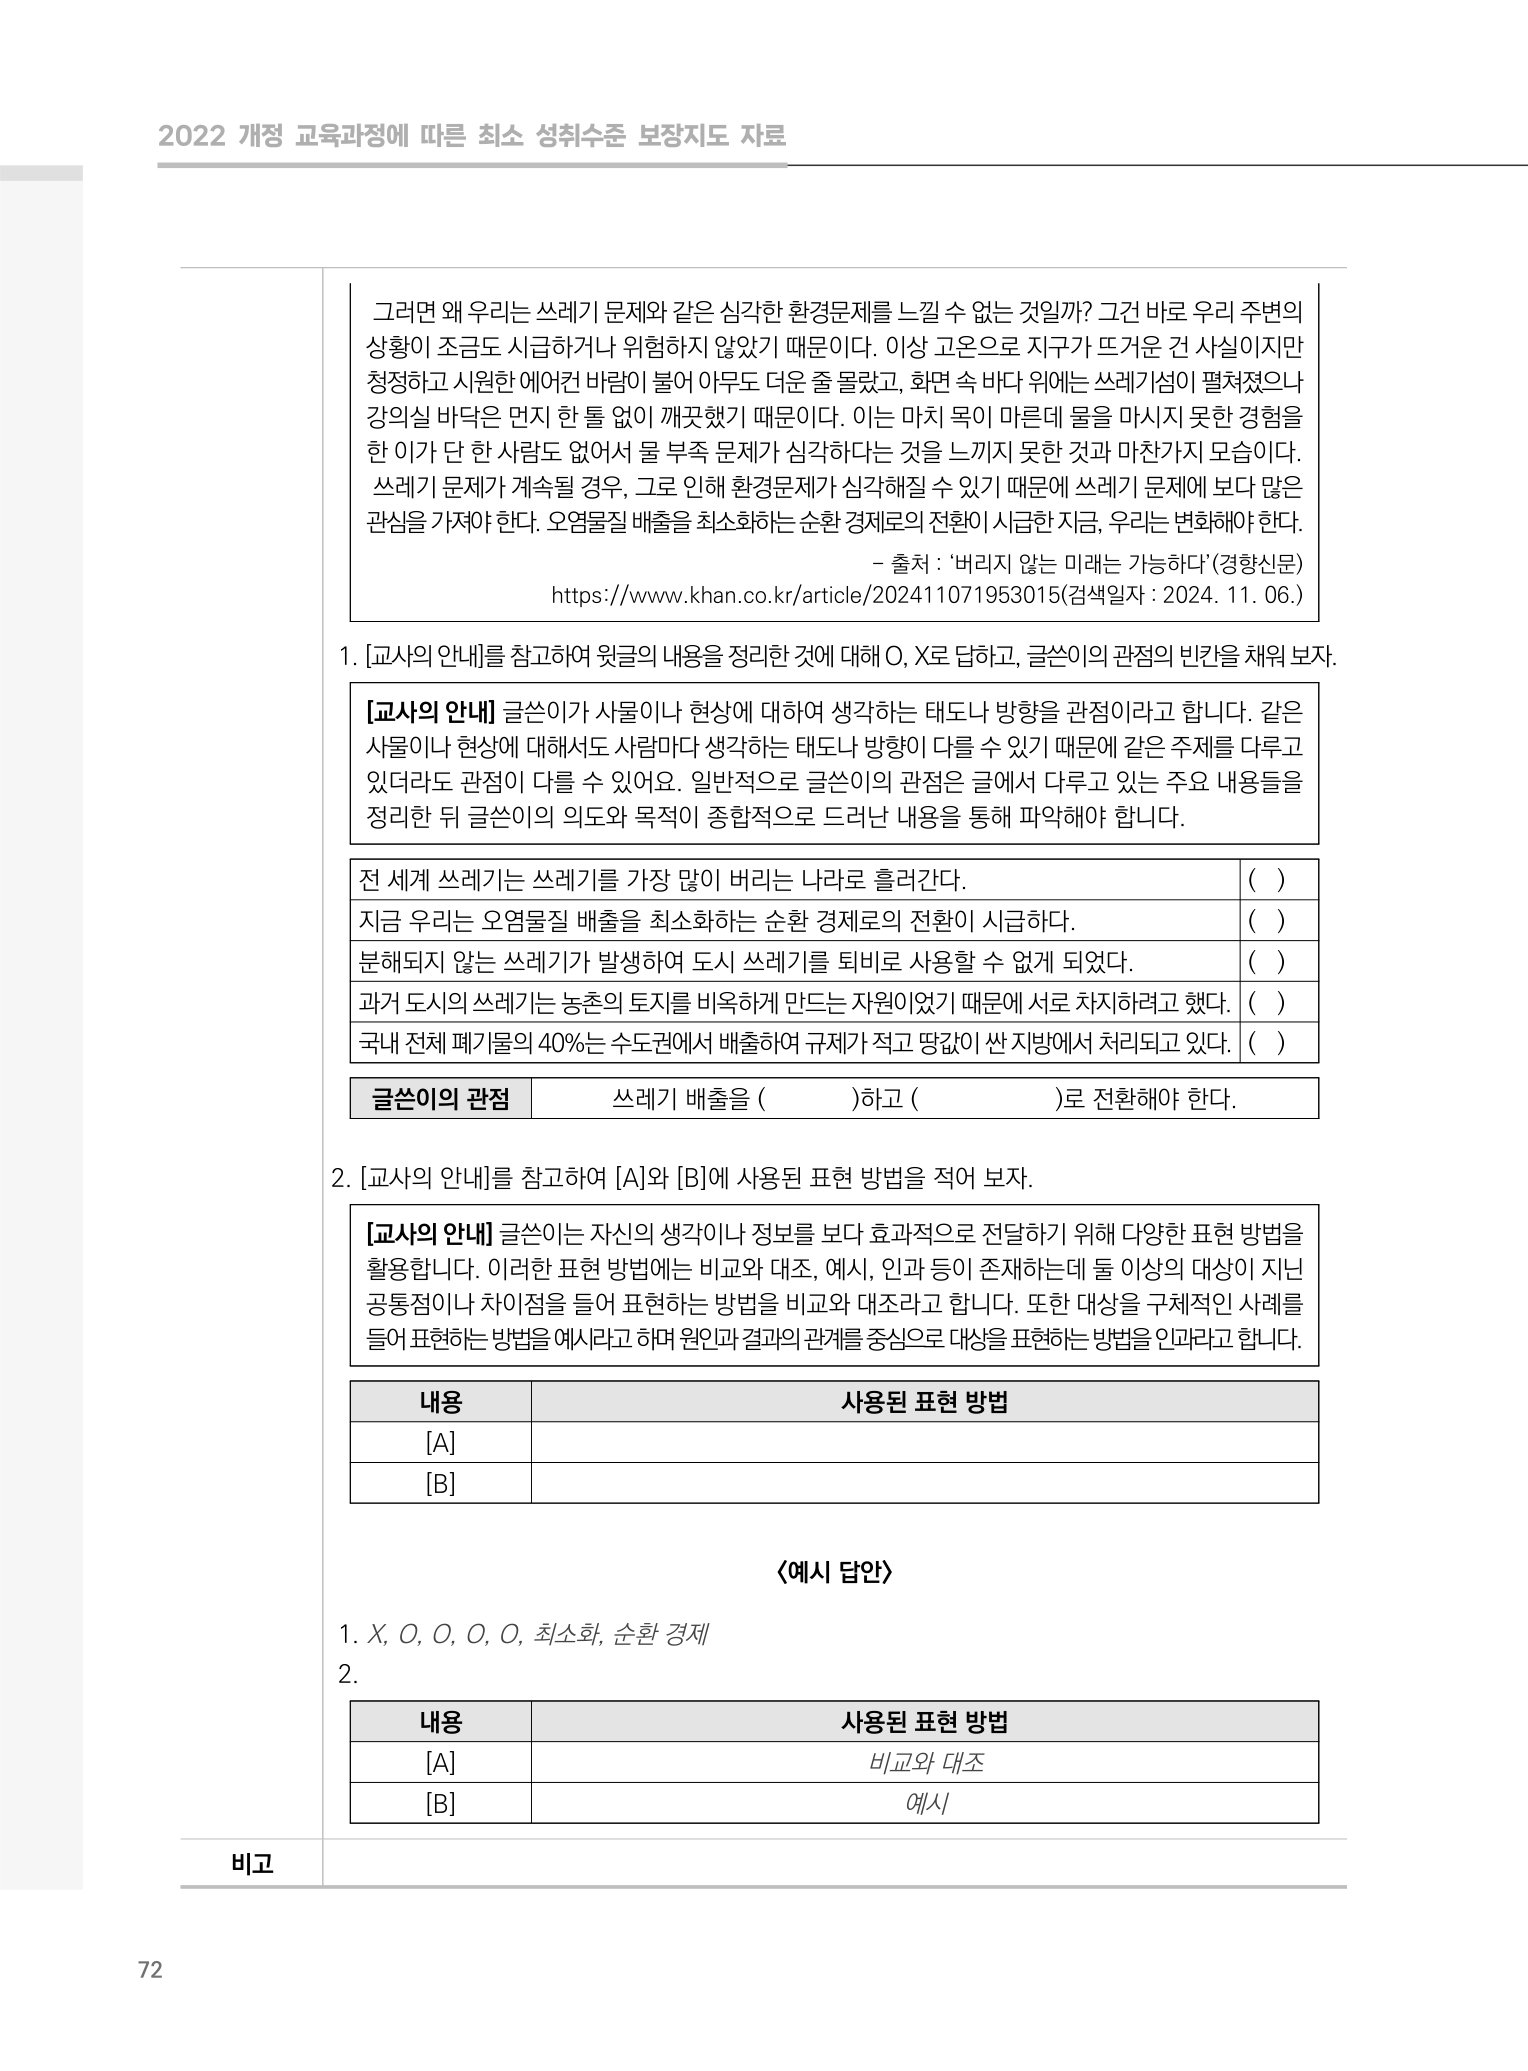 2022 개정 교육과정에 따른 최소 성취수준 보장지도 자료
그러면 왜 우리는 쓰레기 문제와 같은 심각한 환경문제를 느낄 수 없는 것일까? 그건 바로 우리 주변의
상황이 조금도 시급하거나 위험하지 않았기 때문이다. 이상 고온으로 지구가 뜨거운 건 사실이지만
청정하고 시원한 에어컨 바람이 불어 아무도 더운 줄 몰랐고, 화면 속 바다 위에는 쓰레기섬이 펼쳐졌으나
강의실 바닥은 먼지 한 톨 없이 깨끗했기 때문이다. 이는 마치 목이 마른데 물을 마시지 못한 경험을
한 이가 단 한 사람도 없어서 물 부족 문제가 심각하다는 것을 느끼지 못한 것과 마찬가지 모습이다.
쓰레기 문제가 계속될 경우, 그로 인해 환경문제가 심각해질 수 있기 때문에 쓰레기 문제에 보다 많은
관심을 가져야 한다. 오염물질 배출을 최소화하는 순환 경제로의 전환이 시급한 지금, 우리는 변화해야 한다.
- 출처 : ‘버리지 않는 미래는 가능하다’(경향신문)
https://www.khan.co.kr/article/202411071953015(검색일자 : 2024. 11. 06.)
1. [교사의 안내]를 참고하여 윗글의 내용을 정리한 것에 대해 O, X로 답하고, 글쓴이의 관점의 빈칸을 채워 보자.
[교사의 안내] 글쓴이가 사물이나 현상에 대하여 생각하는 태도나 방향을 관점이라고 합니다. 같은
사물이나 현상에 대해서도 사람마다 생각하는 태도나 방향이 다를 수 있기 때문에 같은 주제를 다루고
있더라도 관점이 다를 수 있어요. 일반적으로 글쓴이의 관점은 글에서 다루고 있는 주요 내용들을
정리한 뒤 글쓴이의 의도와 목적이 종합적으로 드러난 내용을 통해 파악해야 합니다.
전 세계 쓰레기는 쓰레기를 가장 많이 버리는 나라로 흘러간다. ( )
지금 우리는 오염물질 배출을 최소화하는 순환 경제로의 전환이 시급하다. ( )
분해되지 않는 쓰레기가 발생하여 도시 쓰레기를 퇴비로 사용할 수 없게 되었다. ( )
과거 도시의 쓰레기는 농촌의 토지를 비옥하게 만드는 자원이었기 때문에 서로 차지하려고 했다. ( )
국내 전체 폐기물의 40%는 수도권에서 배출하여 규제가 적고 땅값이 싼 지방에서 처리되고 있다. ( )
글쓴이의 관점 쓰레기 배출을 ( )하고 ( )로 전환해야 한다.
2. [교사의 안내]를 참고하여 [A]와 [B]에 사용된 표현 방법을 적어 보자.
[교사의 안내] 글쓴이는 자신의 생각이나 정보를 보다 효과적으로 전달하기 위해 다양한 표현 방법을
활용합니다. 이러한 표현 방법에는 비교와 대조, 예시, 인과 등이 존재하는데 둘 이상의 대상이 지닌
공통점이나 차이점을 들어 표현하는 방법을 비교와 대조라고 합니다. 또한 대상을 구체적인 사례를
들어 표현하는 방법을 예시라고 하며 원인과 결과의 관계를 중심으로 대상을 표현하는 방법을 인과라고 합니다.
내용 사용된 표현 방법
[A]
[B]
〈예시 답안〉
1. X, O, O, O, O, 최소화, 순환 경제
2.
내용 사용된 표현 방법
[A] 비교와 대조
[B] 예시
비고
72